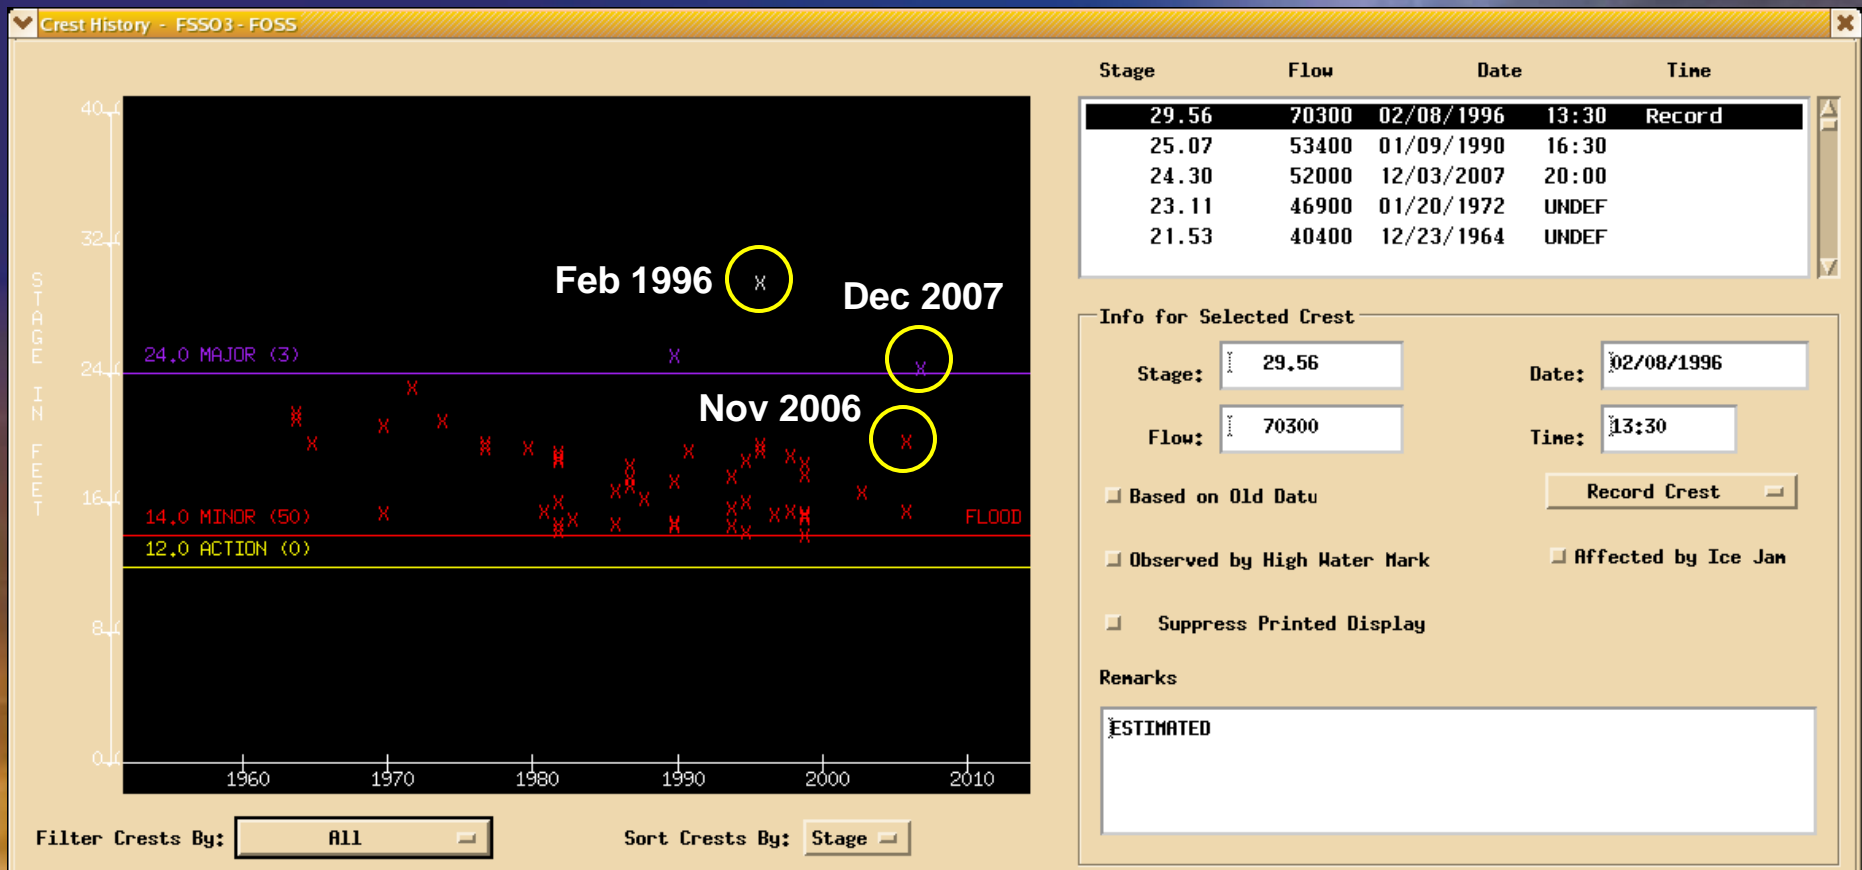 Crest History - FSSO3 - FOSS
Stage Flow Date Time
29.56 70300 02/08/1996 13:30 Record
25.07 53400 01/09/1990 16:30
24.30 52000 12/03/2007 20:00
23.11 46900 01/20/1972 UNDEF
21.53 40400 12/23/1964 UNDEF
STAGE IN FEET
40.0
32.0
24.0
16.0
8.0
0.0
Feb 1996
Dec 2007
24.0 MAJOR (3)
Nov 2006
14.0 MINOR (50)
FLOOD
12.0 ACTION (0)
1960 1970 1980 1990 2000 2010
Filter Crests By: All
Sort Crests By: Stage
Info for Selected Crest
Stage: 29.56
Date: 02/08/1996
Flow: 70300
Time: 13:30
Based on Old Datu
Record Crest
Observed by High Water Mark
Affected by Ice Jam
Suppress Printed Display
Remarks
ESTIMATED